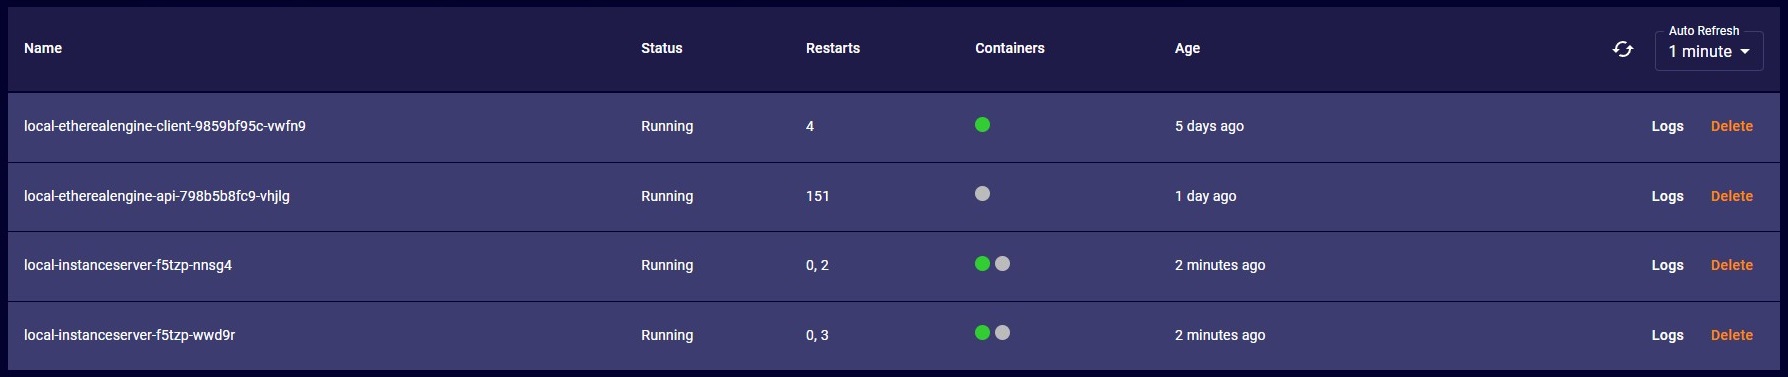 Name Status Restarts Containers Age Auto Refresh
1 minute
local-etherealengine-client-9859bf95c-vwfn9 Running 4 5 days ago Logs Delete
local-etherealengine-api-798b5b8fc9-vhjlg Running 151 1 day ago Logs Delete
local-instanceserver-f5tzp-nnsg4 Running 0, 2 2 minutes ago Logs Delete
local-instanceserver-f5tzp-wwd9r Running 0, 3 2 minutes ago Logs Delete